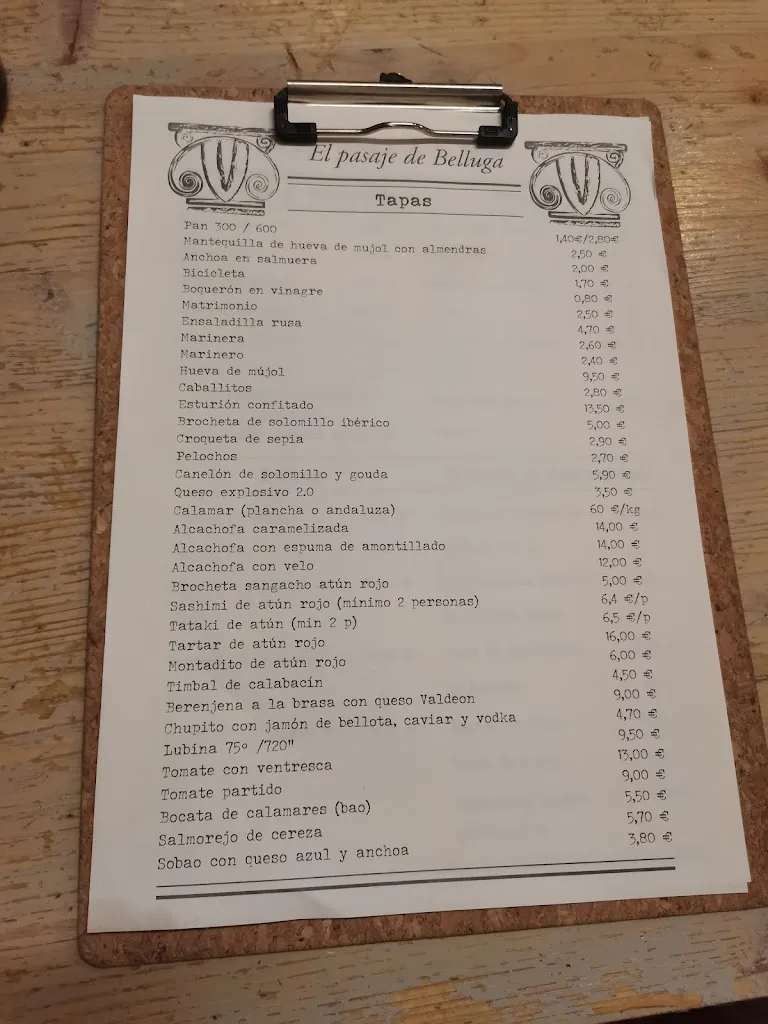 El pasaje de Belluga
Tapas
Pan 300 / 600 1,40€/2,80€
Mantequilla de hueva de mujol con almendras 2,50 €
Anchoa en salmuera 2,00 €
Bicicleta 1,70 €
Boquerón en vinagre 0,80 €
Matrimonio 2,50 €
Ensaladilla rusa 4,70 €
Marinera 2,60 €
Marinero 2,40 €
Hueva de mújol 9,50 €
Caballitos 2,80 €
Esturión confitado 13,50 €
Brocheta de solomillo ibérico 5,00 €
Croqueta de sepia 2,90 €
Pelochos 2,70 €
Canelón de solomillo y gouda 5,90 €
Queso explosivo 2.0 3,50 €
Calamar (plancha o andaluza) 60 €/kg
Alcachofa caramelizada 14,00 €
Alcachofa con espuma de amontillado 14,00 €
Alcachofa con velo 12,00 €
Brocheta sangacho atún rojo 5,00 €
Sashimi de atún rojo (mínimo 2 personas) 6,4 €/p
Tataki de atún (min 2 p) 6,5 €/p
Tartar de atún rojo 16,00 €
Montadito de atún rojo 6,00 €
Timbal de calabacín 4,50 €
Berenjena a la brasa con queso Valdeon 9,00 €
Chupito con jamón de bellota, caviar y vodka 4,70 €
Lubina 75º /720" 9,50 €
Tomate con ventresca 13,00 €
Tomate partido 9,00 €
Bocata de calamares (bao) 5,50 €
Salmorejo de cereza 5,70 €
Sobao con queso azul y anchoa 3,80 €